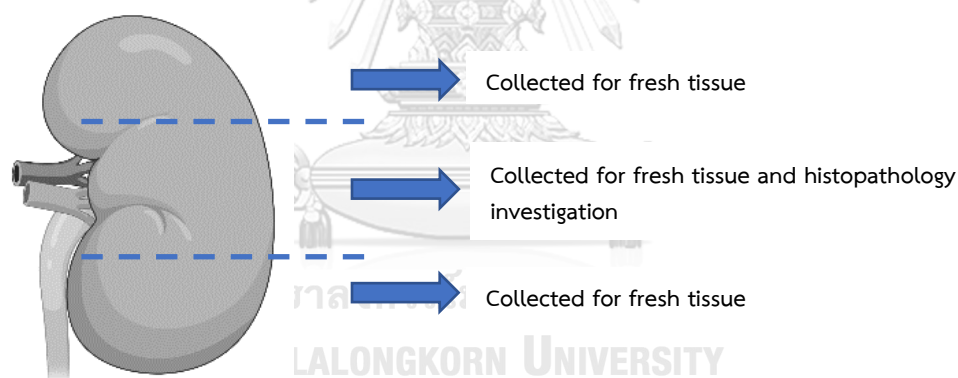 Collected for fresh tissue
Collected for fresh tissue and histopathology
investigation
Collected for fresh tissue
LALONGKORN UNIVERSITY